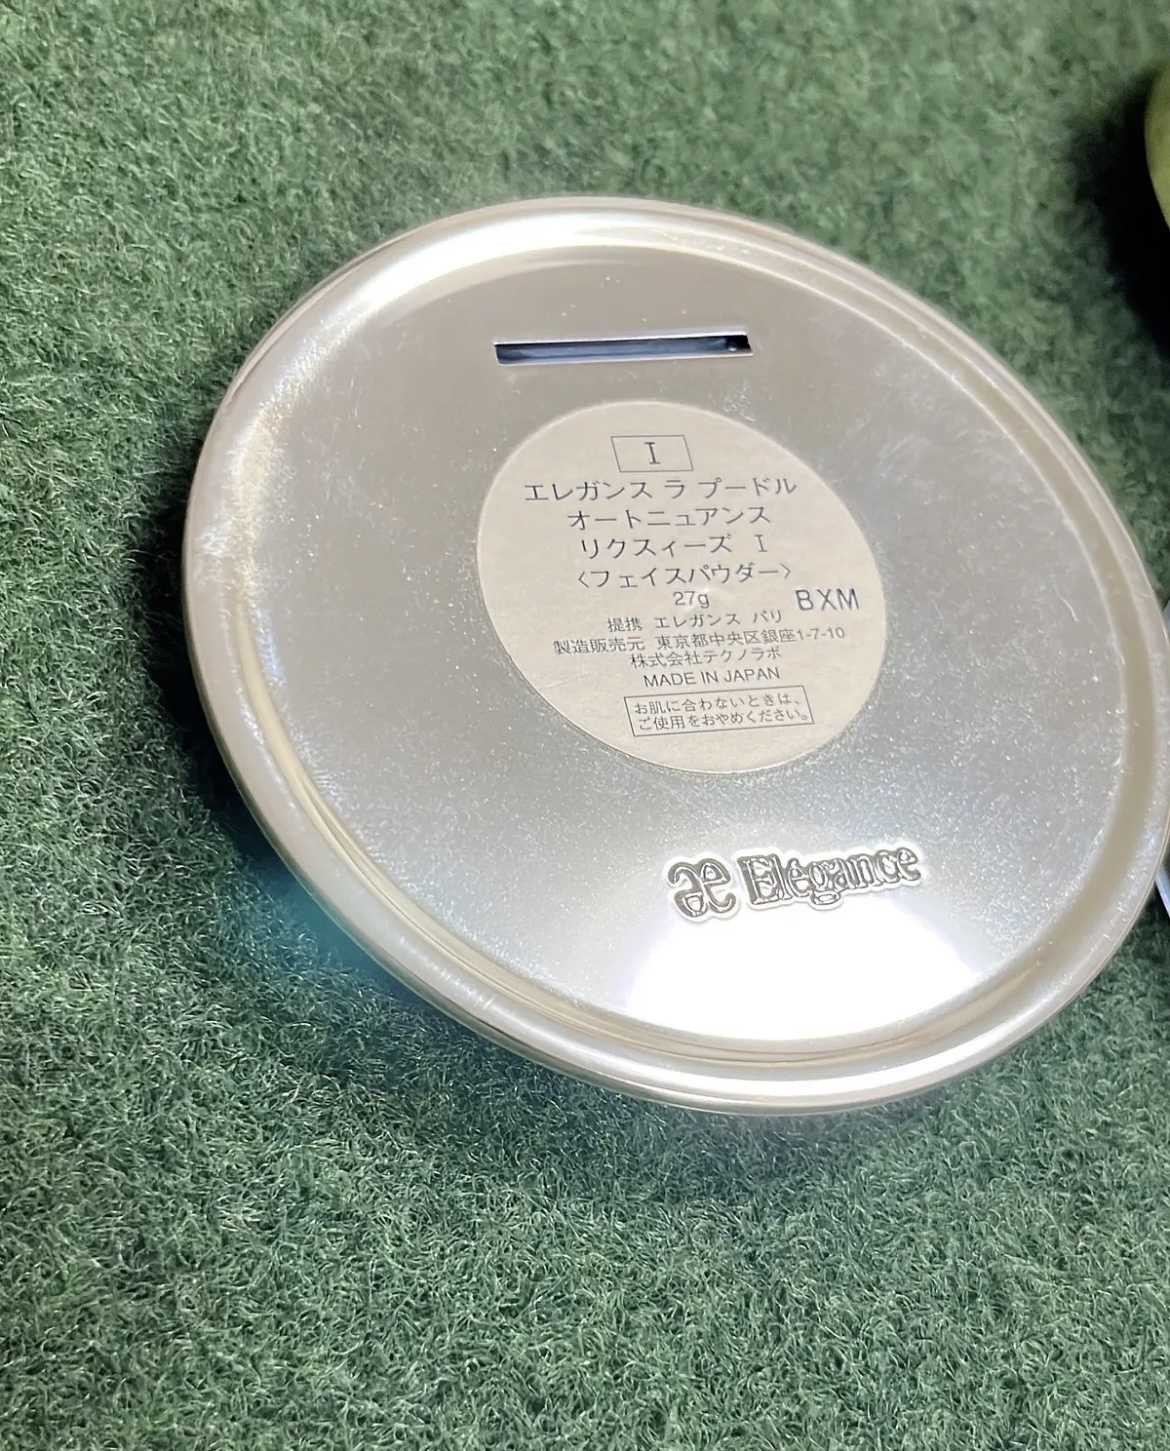 I
エレガンス ラ プードル
オートニュアンス
リクスィーズ I
〈フェイスパウダー〉
27g BXM
提携 エレガンス パリ
製造販売元 東京都中央区銀座1-7-10
株式会社テクノラボ
MADE IN JAPAN
お肌に合わないときは、
ご使用をおやめください。
æ Elégance